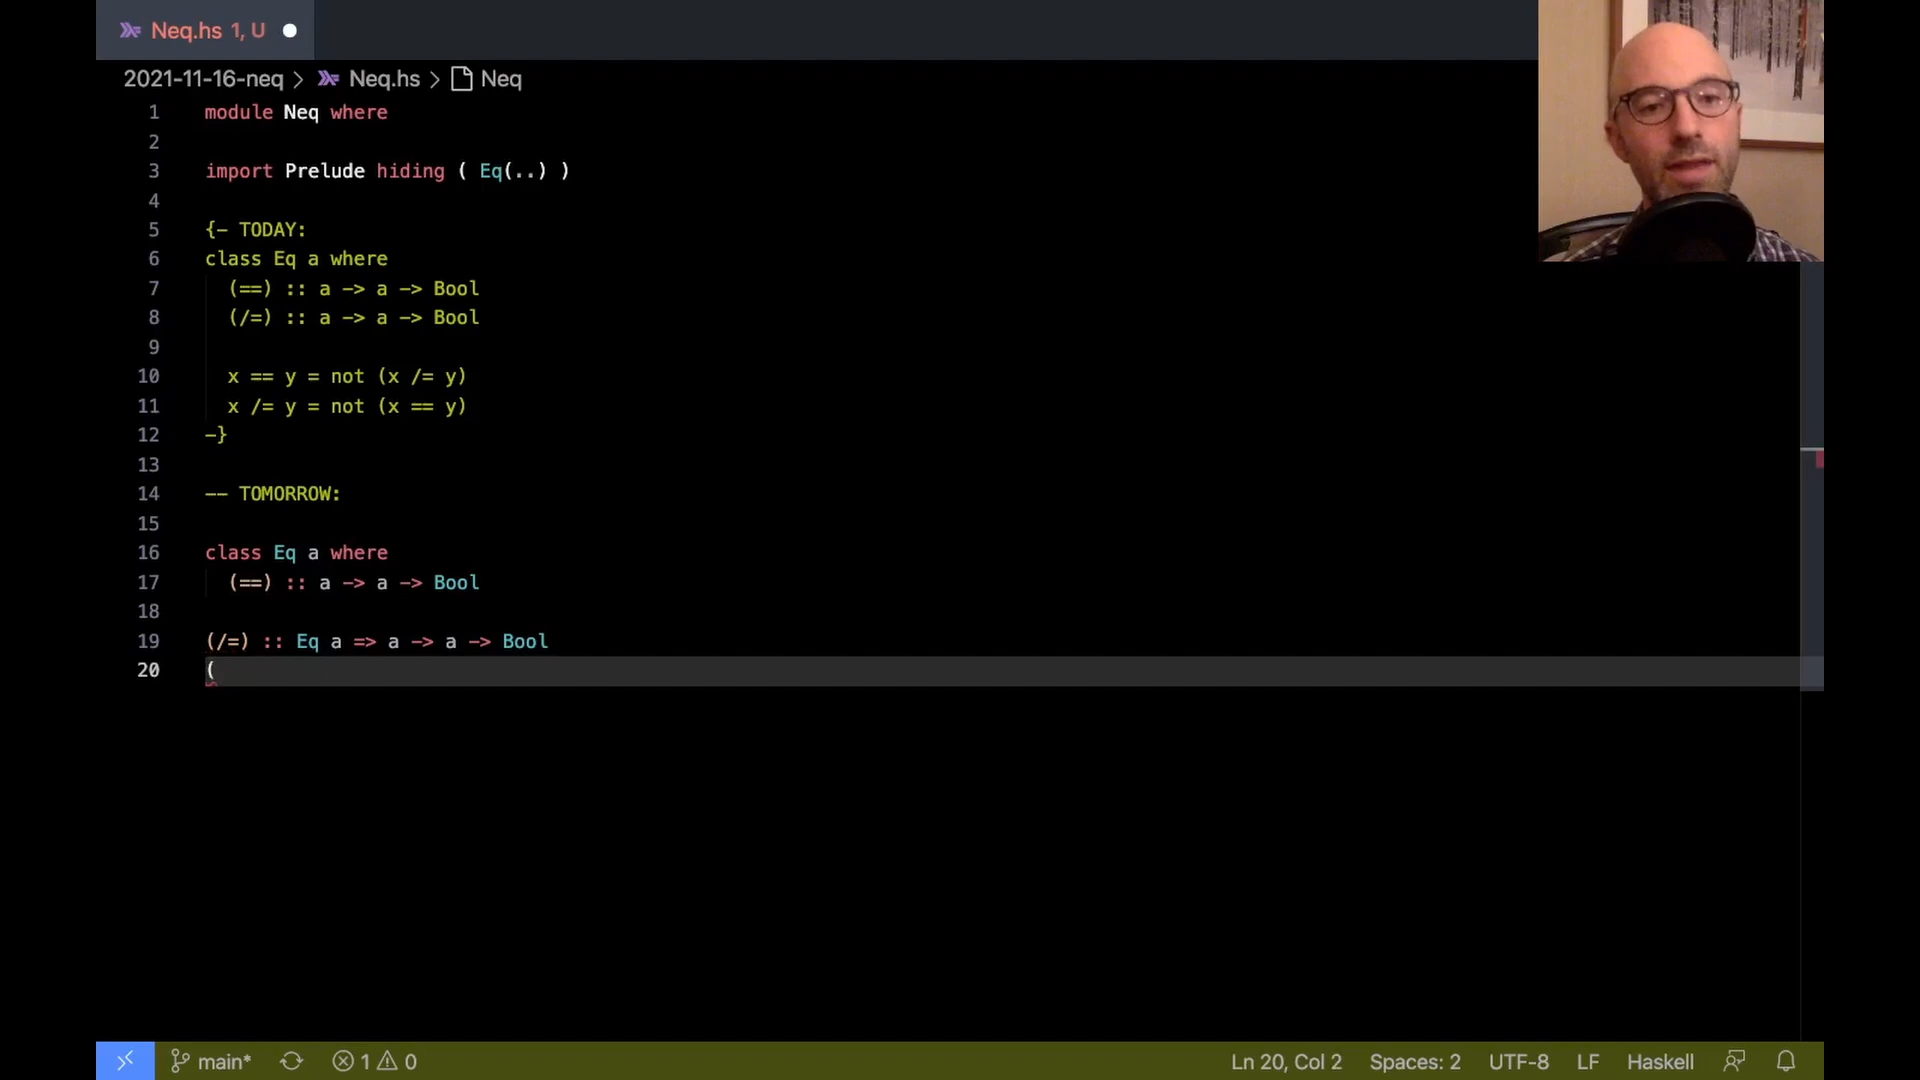 Neq.hs 1, U
2021-11-16-neq > Neq.hs > Neq
1 module Neq where
2
3 import Prelude hiding ( Eq(..) )
4
5 {- TODAY:
6 class Eq a where
7 (==) :: a -> a -> Bool
8 (/=) :: a -> a -> Bool
9
10 x == y = not (x /= y)
11 x /= y = not (x == y)
12 -}
13
14 -- TOMORROW:
15
16 class Eq a where
17 (==) :: a -> a -> Bool
18
19 (/=) :: Eq a => a -> a -> Bool
20 (
main* 1 0 Ln 20, Col 2 Spaces: 2 UTF-8 LF Haskell